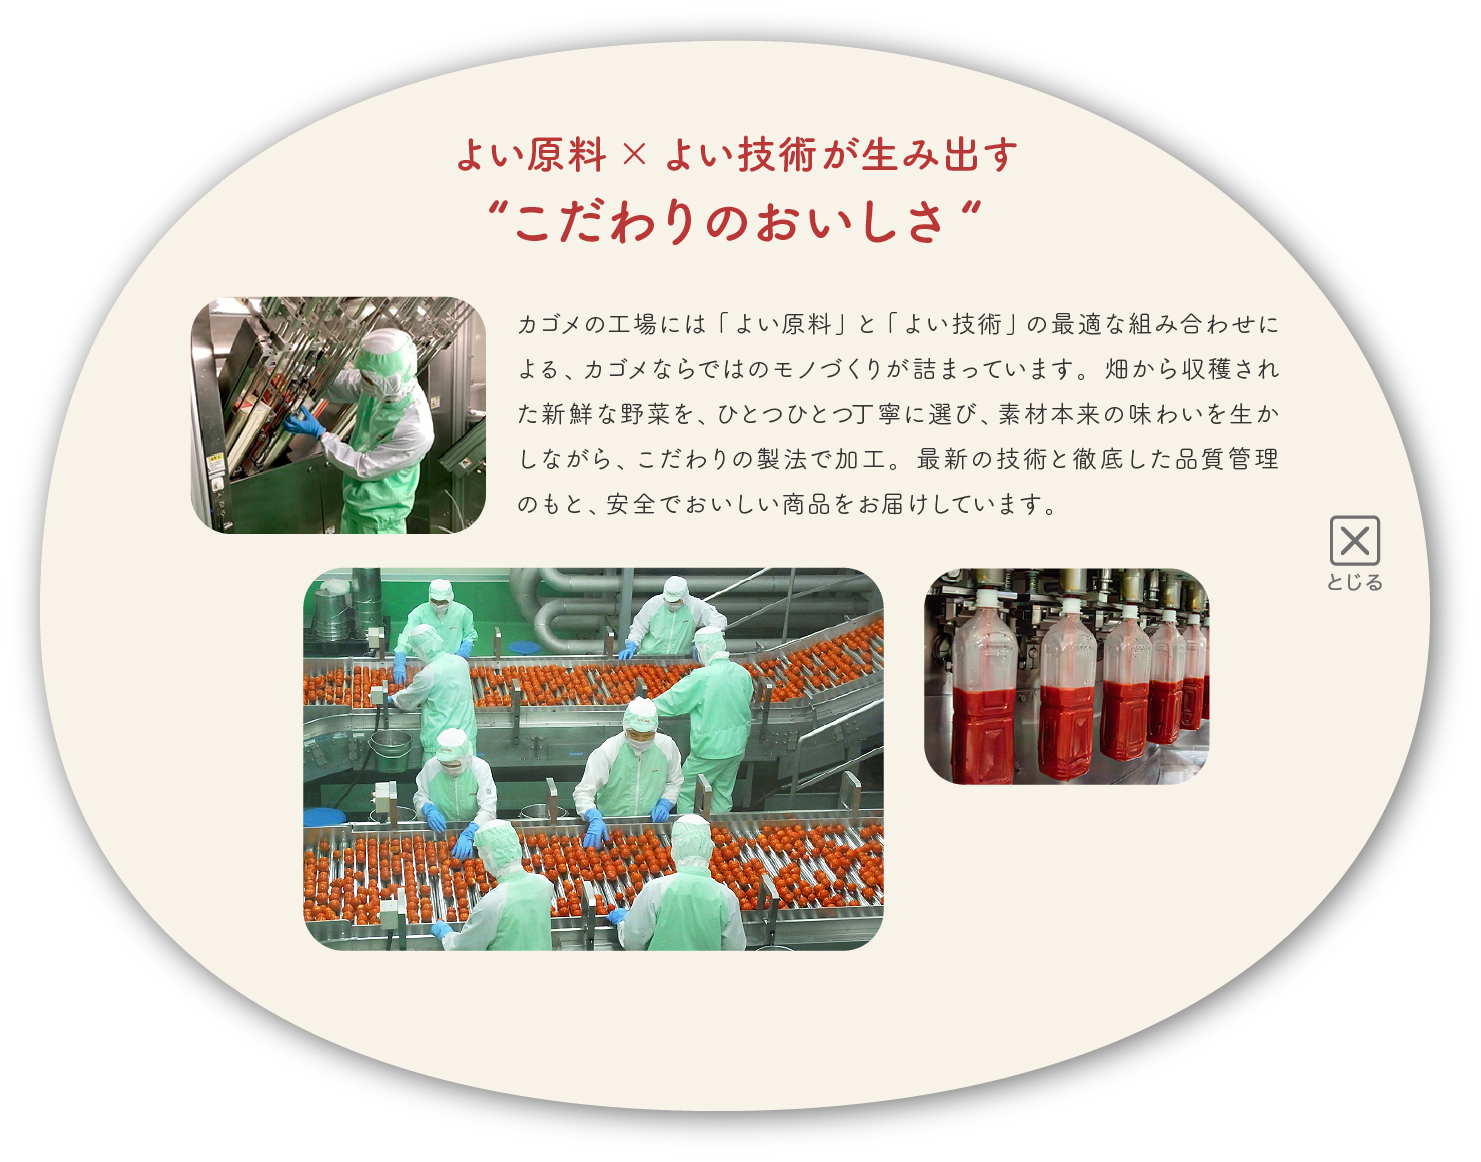 よい原料 × よい技術が生み出す
“こだわりのおいしさ“
カゴメの工場には「よい原料」と「よい技術」の最適な組み合わせに
よる、カゴメならではのモノづくりが詰まっています。 畑から収穫され
た新鮮な野菜を、ひとつひとつ丁寧に選び、素材本来の味わいを生か
しながら、こだわりの製法で加工。最新の技術と徹底した品質管理
のもと、安全でおいしい商品をお届けしています。
とじる